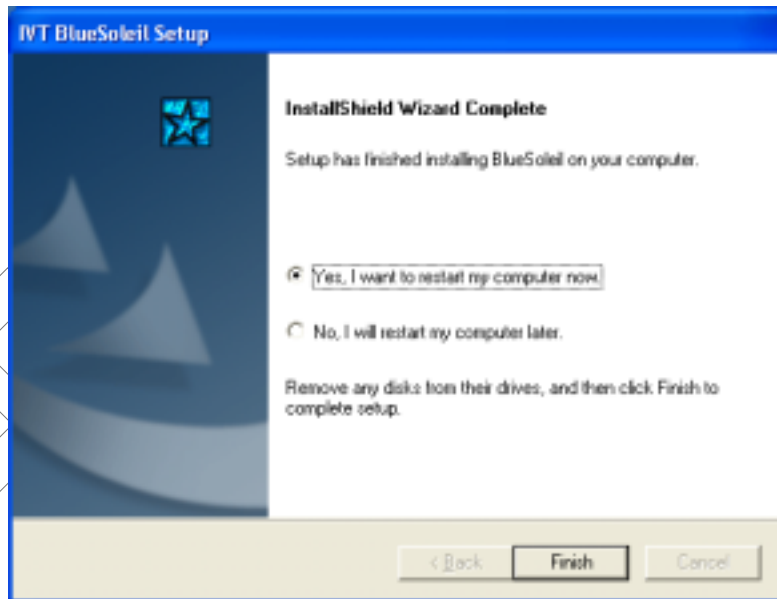 IVT BlueSoleil Setup
InstallShield Wizard Complete
Setup has finished installing BlueSoleil on your computer.
Yes, I want to restart my computer now.
No, I will restart my computer later.
Remove any disks from their drives, and then click Finish to
complete setup.
< Back
Finish
Cancel